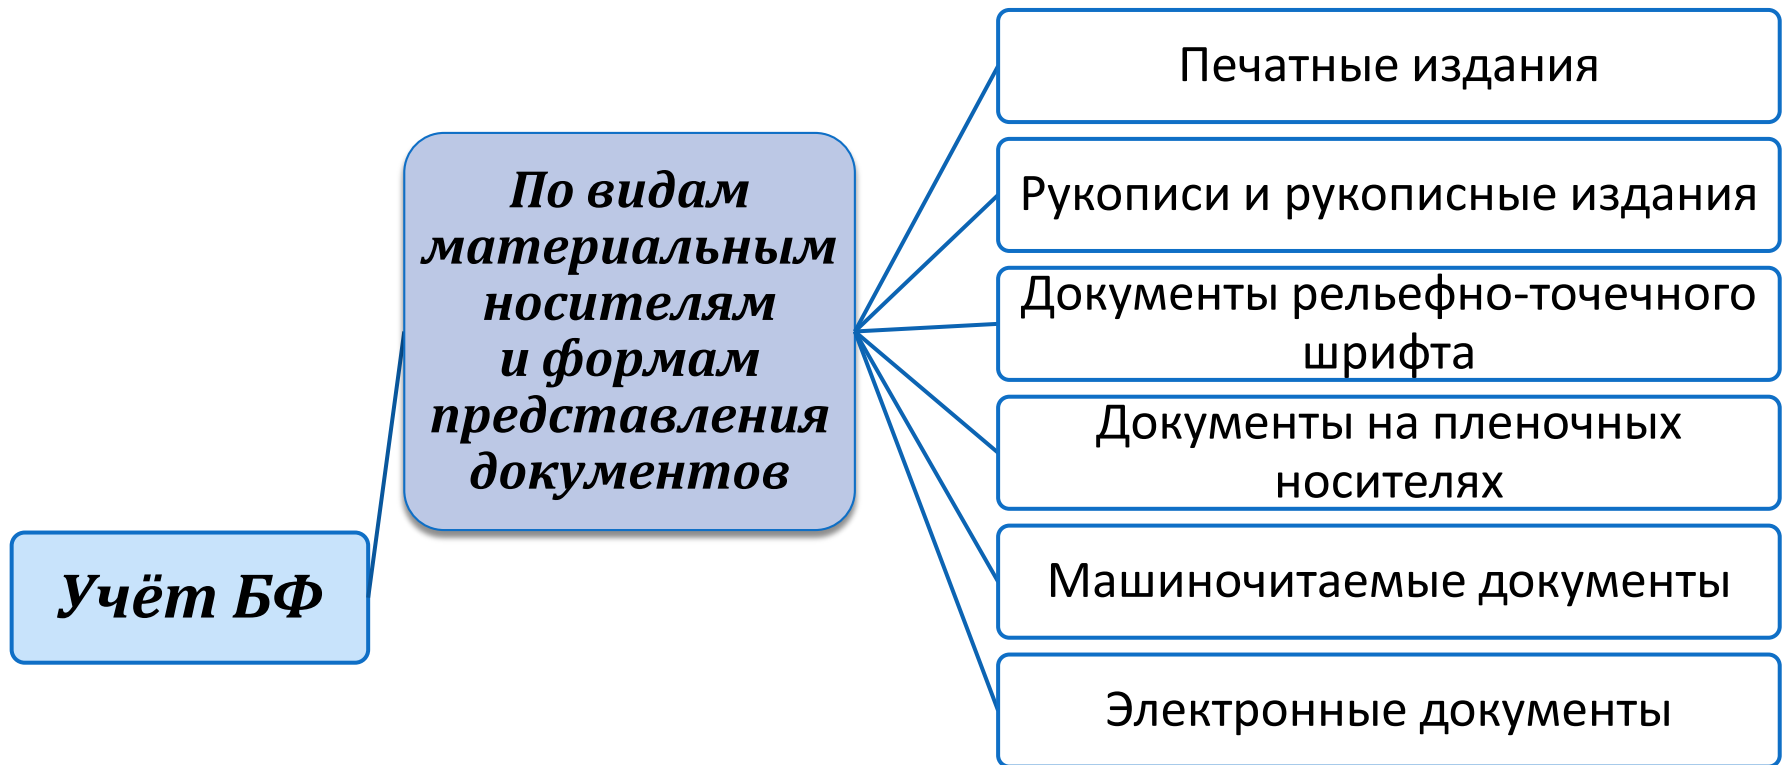 Учёт БФ
По видам
материальным
носителям
и формам
представления
документов
Печатные издания
Рукописи и рукописные издания
Документы рельефно-точечного
шрифта
Документы на пленочных
носителях
Машиночитаемые документы
Электронные документы